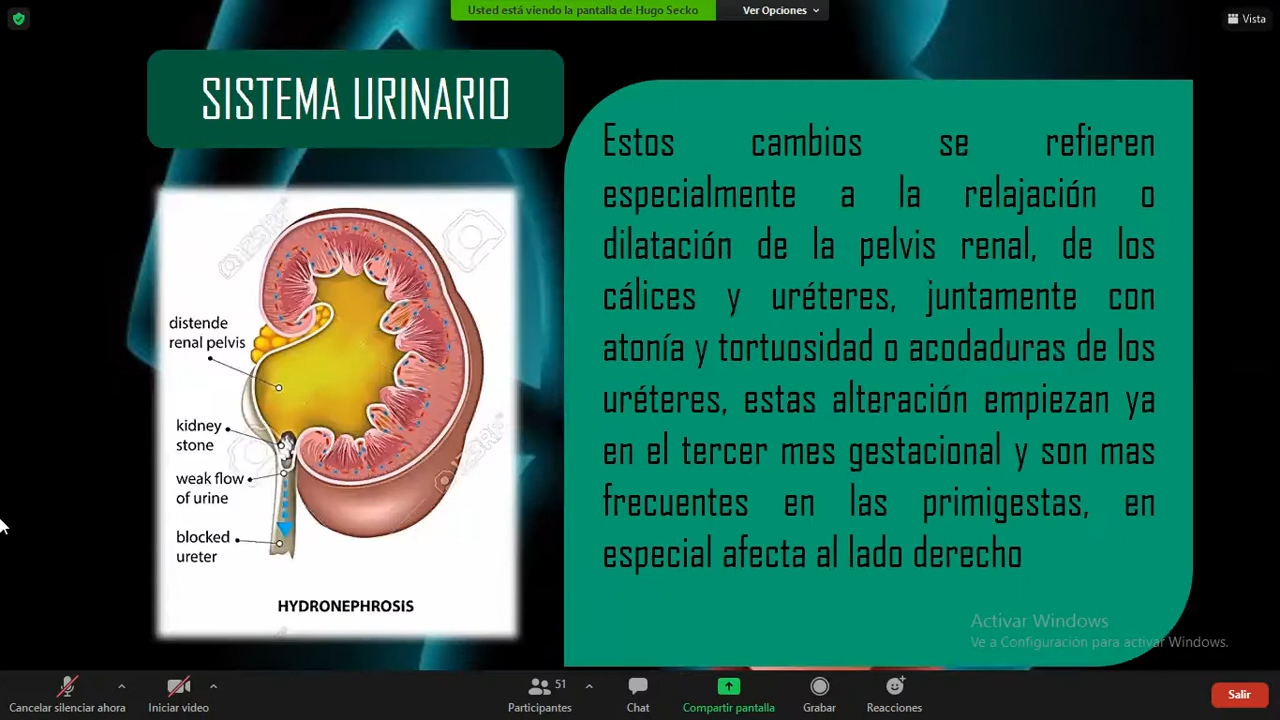 Usted está viendo la pantalla de Hugo Secko
Ver Opciones
Vista
SISTEMA URINARIO
Estos cambios se refieren
especialmente a la relajación o
dilatación de la pelvis renal, de los
cálices y uréteres, juntamente con
atonía y tortuosidad o acodaduras de los
uréteres, estas alteración empiezan ya
en el tercer mes gestacional y son mas
frecuentes en las primigestas, en
especial afecta al lado derecho
distende
renal pelvis
kidney
stone
weak flow
of urine
blocked
ureter
HYDRONEPHROSIS
123RF
123RF
Activar Windows
Ve a Configuración para activar Windows.
Cancelar silenciar ahora
Iniciar video
51
Participantes
Chat
Compartir pantalla
Grabar
Reacciones
Salir